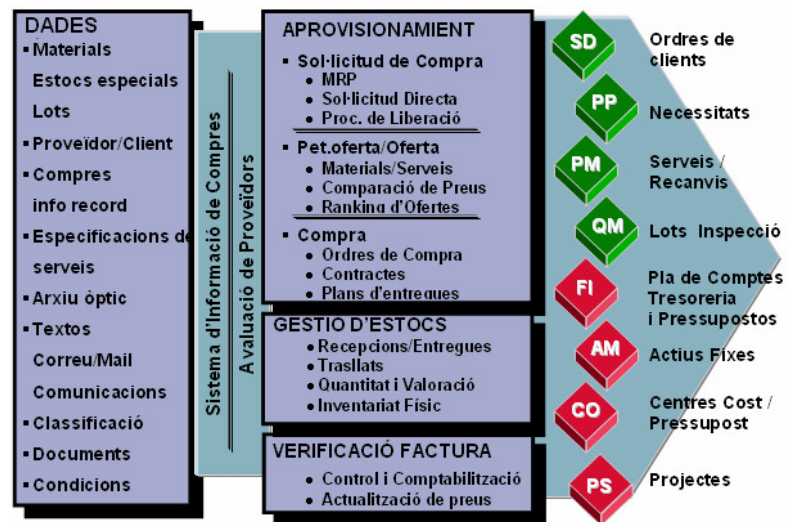 DADES
▪ Materials
Estocs especials
Lots
▪ Proveïdor/Client
▪ Compres
info record
▪ Especificacions de
serveis
▪ Arxiu òptic
▪ Textos
Correu/Mail
Comunicacions
▪ Classificació
▪ Documents
▪ Condicions
Sistema d'Informació de Compres
Avaluació de Proveïdors
APROVISIONAMIENT
▪ Sol·licitud de Compra
● MRP
● Sol·licitud Directa
● Proc. de Liberació
▪ Pet.oferta/Oferta
● Materials/Serveis
● Comparació de Preus
● Ranking d'Ofertes
▪ Compra
● Ordres de Compra
● Contractes
● Plans d'entregues
GESTIO D'ESTOCS
● Recepcions/Entregues
● Trasllats
● Quantitat i Valoració
● Inventariat Físic
VERIFICACIÓ FACTURA
● Control i Comptabilització
● Actualització de preus
SD
Ordres de
clients
PP
Necessitats
PM
Serveis /
Recanvis
QM
Lots Inspecció
FI
Pla de Comptes
Tresoreria
i Pressupostos
AM
Actius Fixes
CO
Centres Cost /
Pressupost
PS
Projectes